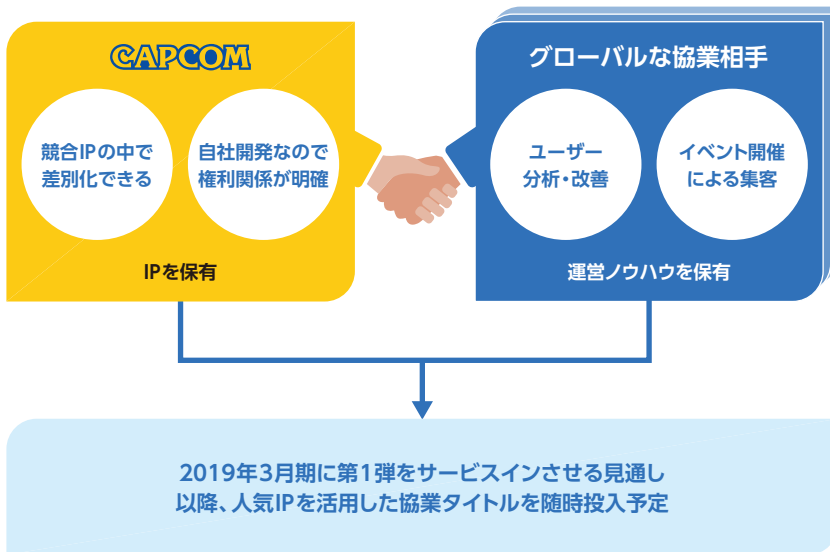 CAPCOM
競合IPの中で
差別化できる
自社開発なので
権利関係が明確
IPを保有
グローバルな協業相手
ユーザー
分析・改善
イベント開催
による集客
運営ノウハウを保有
2019年3月期に第1弾をサービスインさせる見通し
以降、人気IPを活用した協業タイトルを随時投入予定